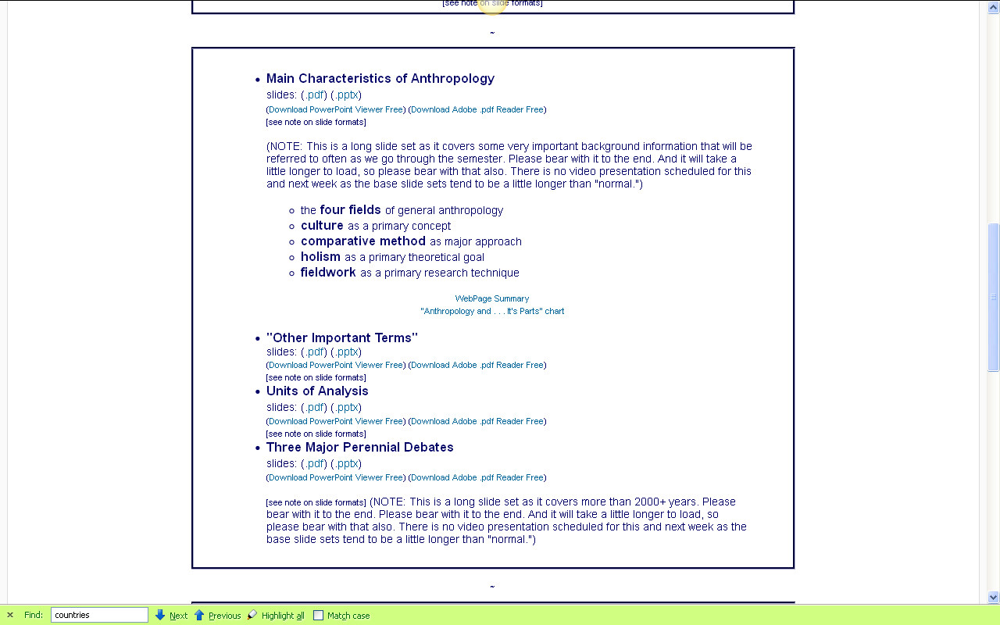 [see note on slide formats]
~
Main Characteristics of Anthropology
slides: (.pdf) (.pptx)
(Download PowerPoint Viewer Free) (Download Adobe .pdf Reader Free)
[see note on slide formats]
(NOTE: This is a long slide set as it covers some very important background information that will be
referred to often as we go through the semester. Please bear with it to the end. And it will take a
little longer to load, so please bear with that also. There is no video presentation scheduled for this
and next week as the base slide sets tend to be a little longer than "normal.")
the four fields of general anthropology
culture as a primary concept
comparative method as major approach
holism as a primary theoretical goal
fieldwork as a primary research technique
WebPage Summary
"Anthropology and . . . It's Parts" chart
"Other Important Terms"
slides: (.pdf) (.pptx)
(Download PowerPoint Viewer Free) (Download Adobe .pdf Reader Free)
[see note on slide formats]
Units of Analysis
slides: (.pdf) (.pptx)
(Download PowerPoint Viewer Free) (Download Adobe .pdf Reader Free)
[see note on slide formats]
Three Major Perennial Debates
slides: (.pdf) (.pptx)
(Download PowerPoint Viewer Free) (Download Adobe .pdf Reader Free)
[see note on slide formats] (NOTE: This is a long slide set as it covers more than 2000+ years. Please
bear with it to the end. Please bear with it to the end. And it will take a little longer to load, so
please bear with that also. There is no video presentation scheduled for this and next week as the
base slide sets tend to be a little longer than "normal.")
~
Find: countries Next Previous Highlight all Match case